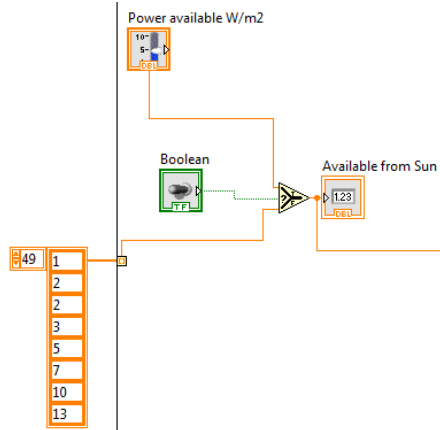 Power available W/m2
10-
5-
DBL
Boolean
TF
? T F
Available from Sun
1.23
DBL
49
1
2
2
3
5
7
10
13